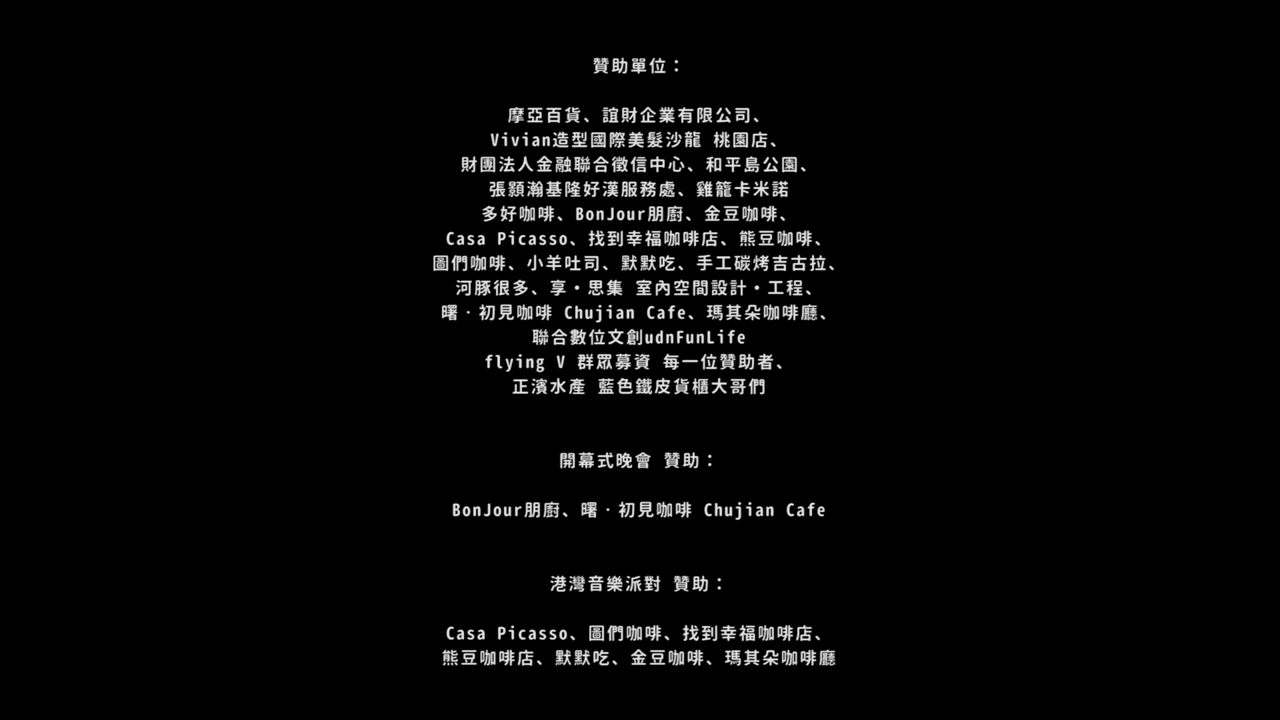 贊助單位：
摩亞百貨、誼財企業有限公司、
Vivian造型國際美髮沙龍 桃園店、
財團法人金融聯合徵信中心、和平島公園、
張顥瀚基隆好漢服務處、雞籠卡米諾
多好咖啡、BonJour朋廚、金豆咖啡、
Casa Picasso、找到幸福咖啡店、熊豆咖啡、
圖們咖啡、小羊吐司、默默吃、手工碳烤吉古拉、
河豚很多、享・思集 室內空間設計・工程、
曙·初見咖啡 Chujian Cafe、瑪其朵咖啡廳、
聯合數位文創udnFunLife
flying V 群眾募資 每一位贊助者、
正濱水產 藍色鐵皮貨櫃大哥們
開幕式晚會 贊助：
BonJour朋廚、曙·初見咖啡 Chujian Cafe
港灣音樂派對 贊助：
Casa Picasso、圖們咖啡、找到幸福咖啡店、
熊豆咖啡店、默默吃、金豆咖啡、瑪其朵咖啡廳